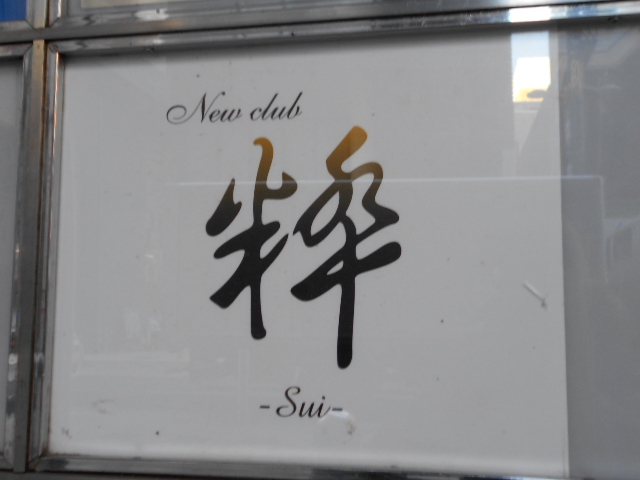 New club
粋
-Sui-